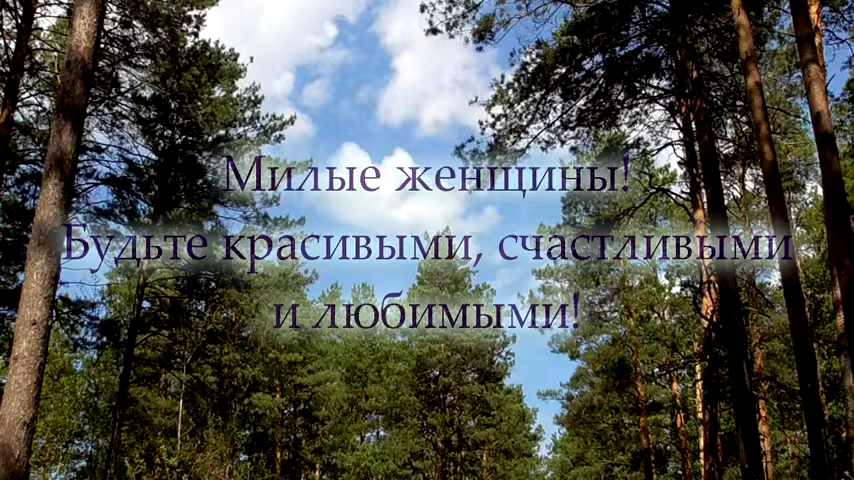 Милые женщины!
Будьте красивыми, счастливыми
и любимыми!